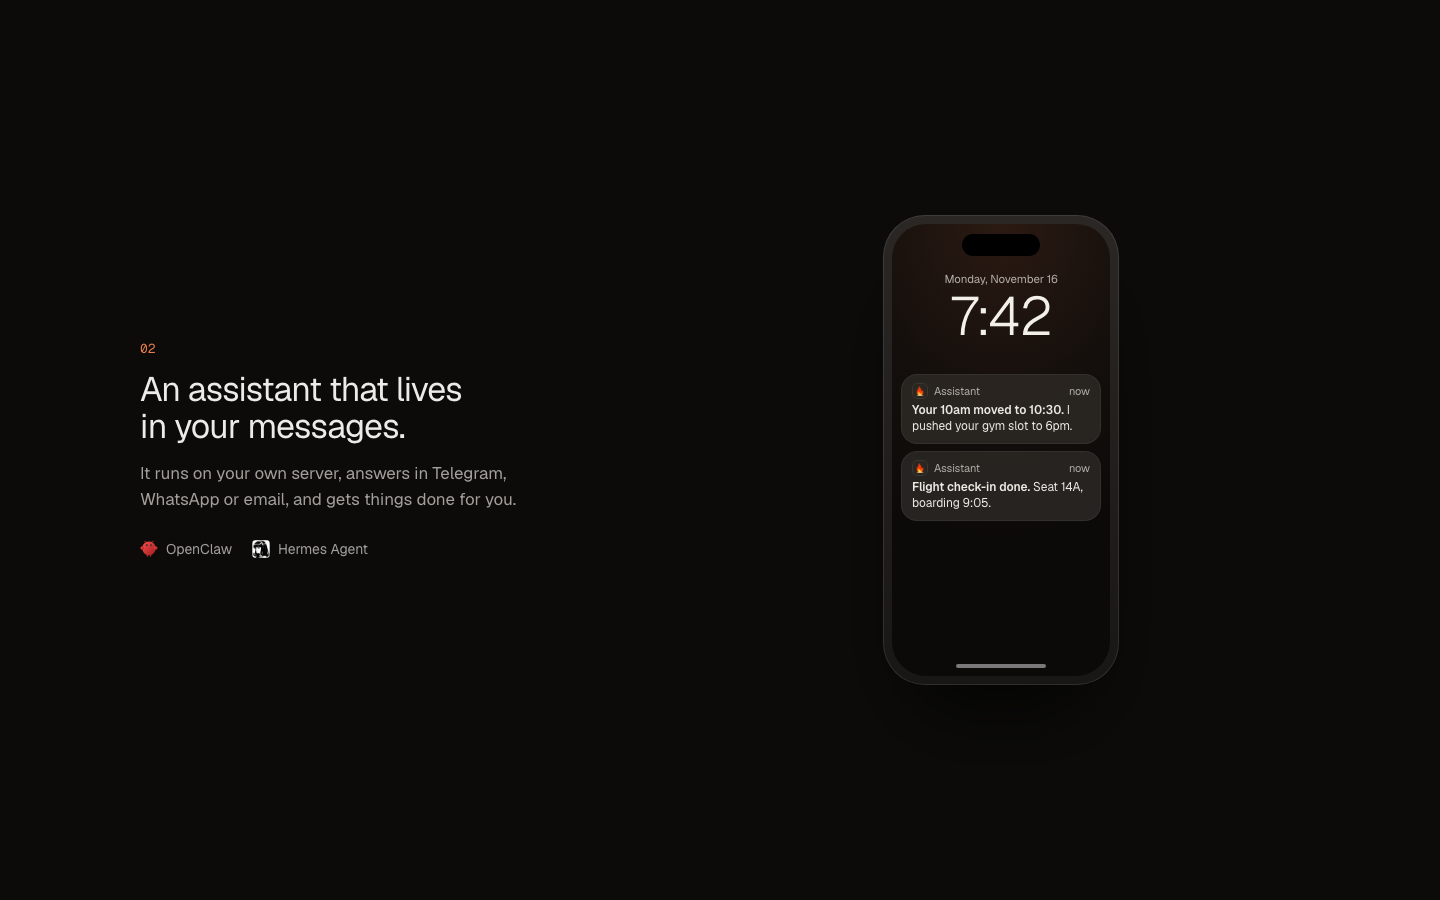 02
An assistant that lives
in your messages.
It runs on your own server, answers in Telegram,
WhatsApp or email, and gets things done for you.
OpenClaw
Hermes Agent
Monday, November 16
7:42
Assistant now
Your 10am moved to 10:30. I
pushed your gym slot to 6pm.
Assistant now
Flight check-in done. Seat 14A,
boarding 9:05.